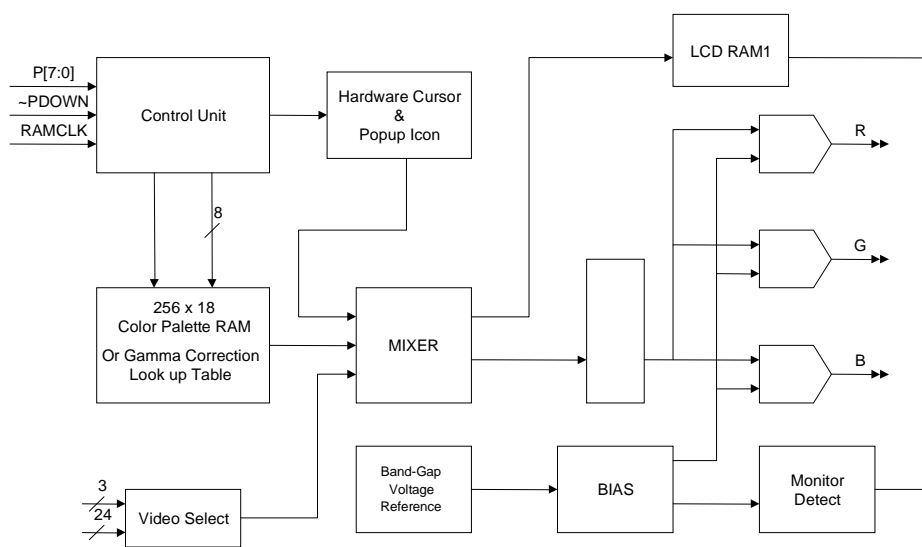 LCD RAM1
P[7:0]
~PDOWN
RAMCLK
Control Unit
Hardware Cursor
&
Popup Icon
R
8
G
256 x 18
Color Palette RAM
Or Gamma Correction
Look up Table
MIXER
B
3
24
Video Select
Band-Gap
Voltage
Reference
BIAS
Monitor
Detect